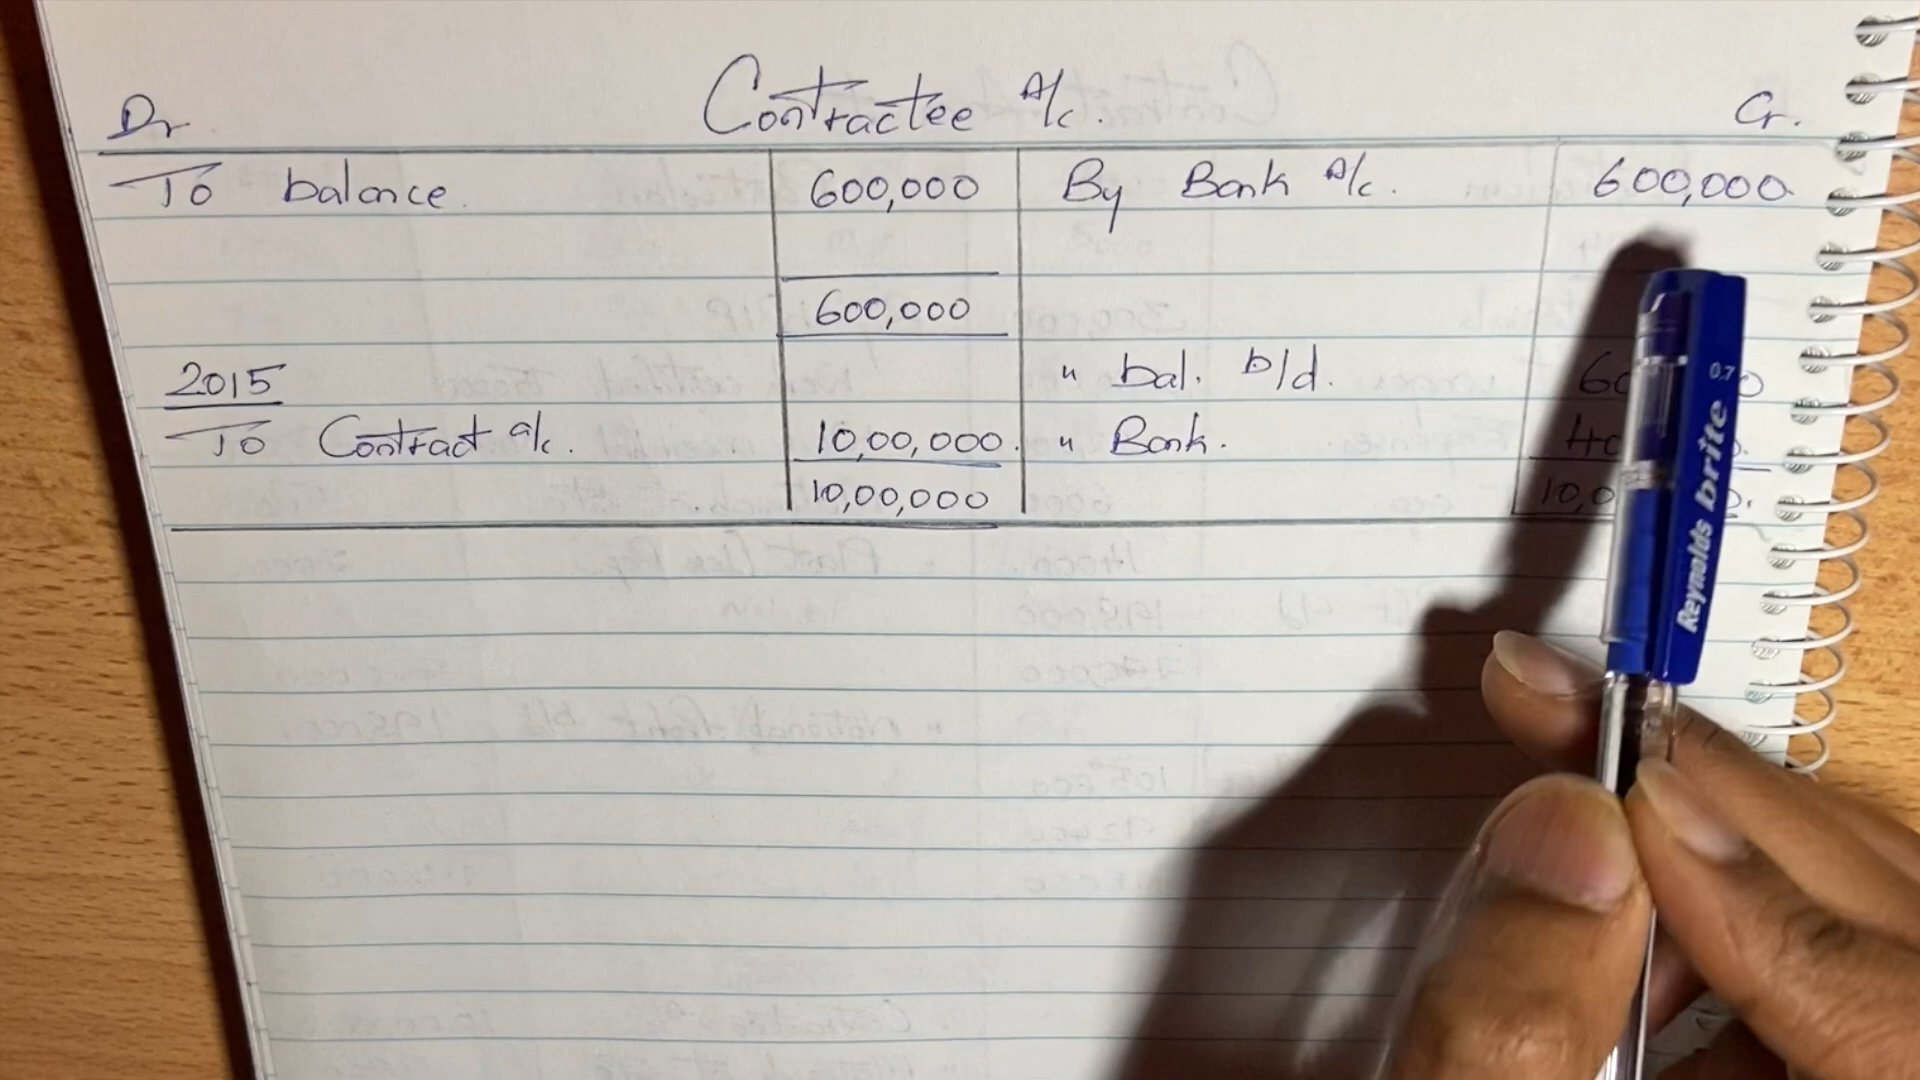 Contractee A/c.
Dr Cr.
To balance. 600,000 By Bank A/c. 600,000
600,000
2015 " bal. b/d.
To Contract a/c. 10,00,000. " Bank.
10,00,000
Reynolds brite 0.7